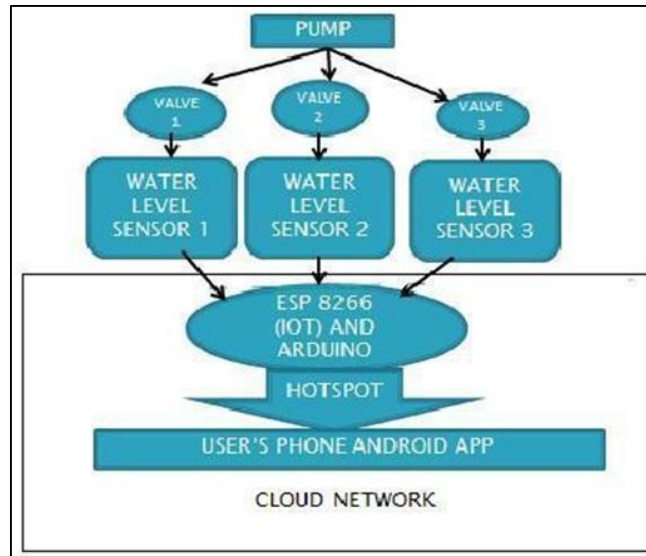 PUMP
VALVE
1
VALVE
2
VALVE
3
WATER
LEVEL
SENSOR 1
WATER
LEVEL
SENSOR 2
WATER
LEVEL
SENSOR 3
ESP 8266
(IOT) AND
ARDUINO
HOTSPOT
USER'S PHONE ANDROID APP
CLOUD NETWORK